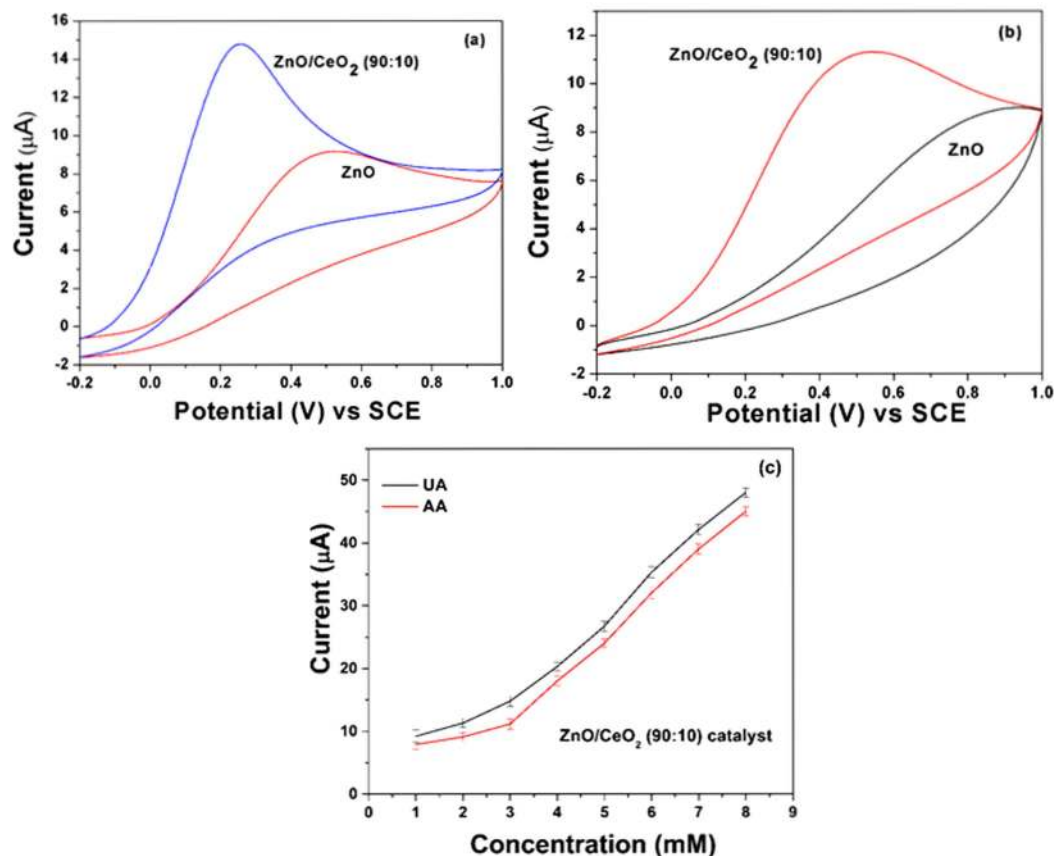 16
14
12
10
8
6
4
2
0
-2
Current (μA)
(a)
ZnO/CeO2 (90:10)
ZnO
-0.2 0.0 0.2 0.4 0.6 0.8 1.0
Potential (V) vs SCE
12
10
8
6
4
2
0
-2
Current (μA)
(b)
ZnO/CeO2 (90:10)
ZnO
-0.2 0.0 0.2 0.4 0.6 0.8 1.0
Potential (V) vs SCE
50
40
30
20
10
0
Current (μA)
(c)
UA
AA
ZnO/CeO2 (90:10) catalyst
0 1 2 3 4 5 6 7 8 9
Concentration (mM)